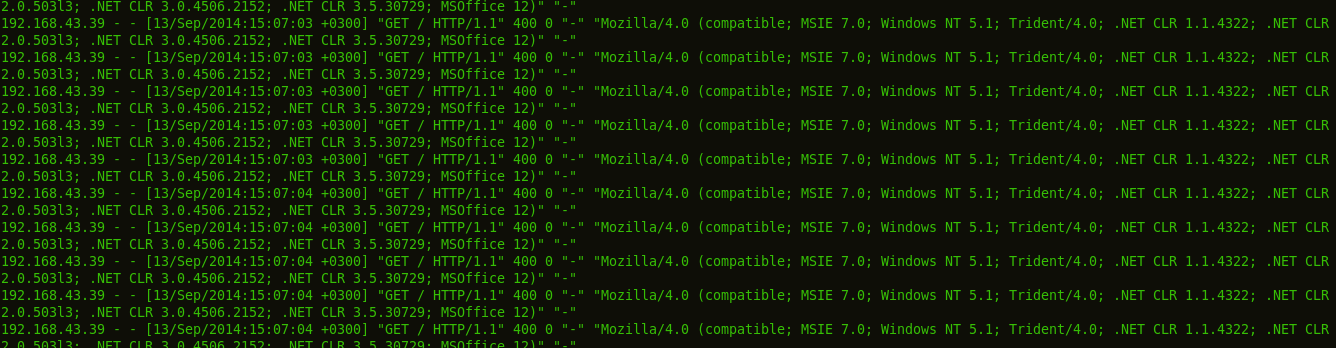 2.0.503l3; .NET CLR 3.0.4506.2152; .NET CLR 3.5.30729; MSOffice 12)" "-"
192.168.43.39 - - [13/Sep/2014:15:07:03 +0300] "GET / HTTP/1.1" 400 0 "-" "Mozilla/4.0 (compatible; MSIE 7.0; Windows NT 5.1; Trident/4.0; .NET CLR 1.1.4322; .NET CLR
2.0.503l3; .NET CLR 3.0.4506.2152; .NET CLR 3.5.30729; MSOffice 12)" "-"
192.168.43.39 - - [13/Sep/2014:15:07:03 +0300] "GET / HTTP/1.1" 400 0 "-" "Mozilla/4.0 (compatible; MSIE 7.0; Windows NT 5.1; Trident/4.0; .NET CLR 1.1.4322; .NET CLR
2.0.503l3; .NET CLR 3.0.4506.2152; .NET CLR 3.5.30729; MSOffice 12)" "-"
192.168.43.39 - - [13/Sep/2014:15:07:03 +0300] "GET / HTTP/1.1" 400 0 "-" "Mozilla/4.0 (compatible; MSIE 7.0; Windows NT 5.1; Trident/4.0; .NET CLR 1.1.4322; .NET CLR
2.0.503l3; .NET CLR 3.0.4506.2152; .NET CLR 3.5.30729; MSOffice 12)" "-"
192.168.43.39 - - [13/Sep/2014:15:07:03 +0300] "GET / HTTP/1.1" 400 0 "-" "Mozilla/4.0 (compatible; MSIE 7.0; Windows NT 5.1; Trident/4.0; .NET CLR 1.1.4322; .NET CLR
2.0.503l3; .NET CLR 3.0.4506.2152; .NET CLR 3.5.30729; MSOffice 12)" "-"
192.168.43.39 - - [13/Sep/2014:15:07:03 +0300] "GET / HTTP/1.1" 400 0 "-" "Mozilla/4.0 (compatible; MSIE 7.0; Windows NT 5.1; Trident/4.0; .NET CLR 1.1.4322; .NET CLR
2.0.503l3; .NET CLR 3.0.4506.2152; .NET CLR 3.5.30729; MSOffice 12)" "-"
192.168.43.39 - - [13/Sep/2014:15:07:04 +0300] "GET / HTTP/1.1" 400 0 "-" "Mozilla/4.0 (compatible; MSIE 7.0; Windows NT 5.1; Trident/4.0; .NET CLR 1.1.4322; .NET CLR
2.0.503l3; .NET CLR 3.0.4506.2152; .NET CLR 3.5.30729; MSOffice 12)" "-"
192.168.43.39 - - [13/Sep/2014:15:07:04 +0300] "GET / HTTP/1.1" 400 0 "-" "Mozilla/4.0 (compatible; MSIE 7.0; Windows NT 5.1; Trident/4.0; .NET CLR 1.1.4322; .NET CLR
2.0.503l3; .NET CLR 3.0.4506.2152; .NET CLR 3.5.30729; MSOffice 12)" "-"
192.168.43.39 - - [13/Sep/2014:15:07:04 +0300] "GET / HTTP/1.1" 400 0 "-" "Mozilla/4.0 (compatible; MSIE 7.0; Windows NT 5.1; Trident/4.0; .NET CLR 1.1.4322; .NET CLR
2.0.503l3; .NET CLR 3.0.4506.2152; .NET CLR 3.5.30729; MSOffice 12)" "-"
192.168.43.39 - - [13/Sep/2014:15:07:04 +0300] "GET / HTTP/1.1" 400 0 "-" "Mozilla/4.0 (compatible; MSIE 7.0; Windows NT 5.1; Trident/4.0; .NET CLR 1.1.4322; .NET CLR
2.0.503l3; .NET CLR 3.0.4506.2152; .NET CLR 3.5.30729; MSOffice 12)" "-"
192.168.43.39 - - [13/Sep/2014:15:07:04 +0300] "GET / HTTP/1.1" 400 0 "-" "Mozilla/4.0 (compatible; MSIE 7.0; Windows NT 5.1; Trident/4.0; .NET CLR 1.1.4322; .NET CLR
2.0.503l3; .NET CLR 3.0.4506.2152; .NET CLR 3.5.30729; MSOffice 12)" "-"